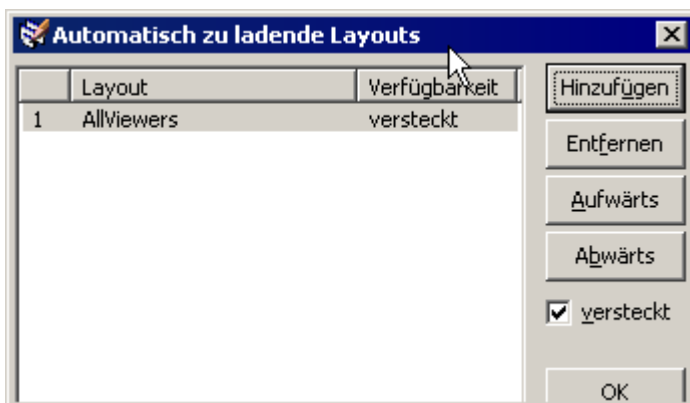 Automatisch zu ladende Layouts
Layout Verfügbarkeit
1 AllViewers versteckt
Hinzufügen
Entfernen
Aufwärts
Abwärts
versteckt
OK